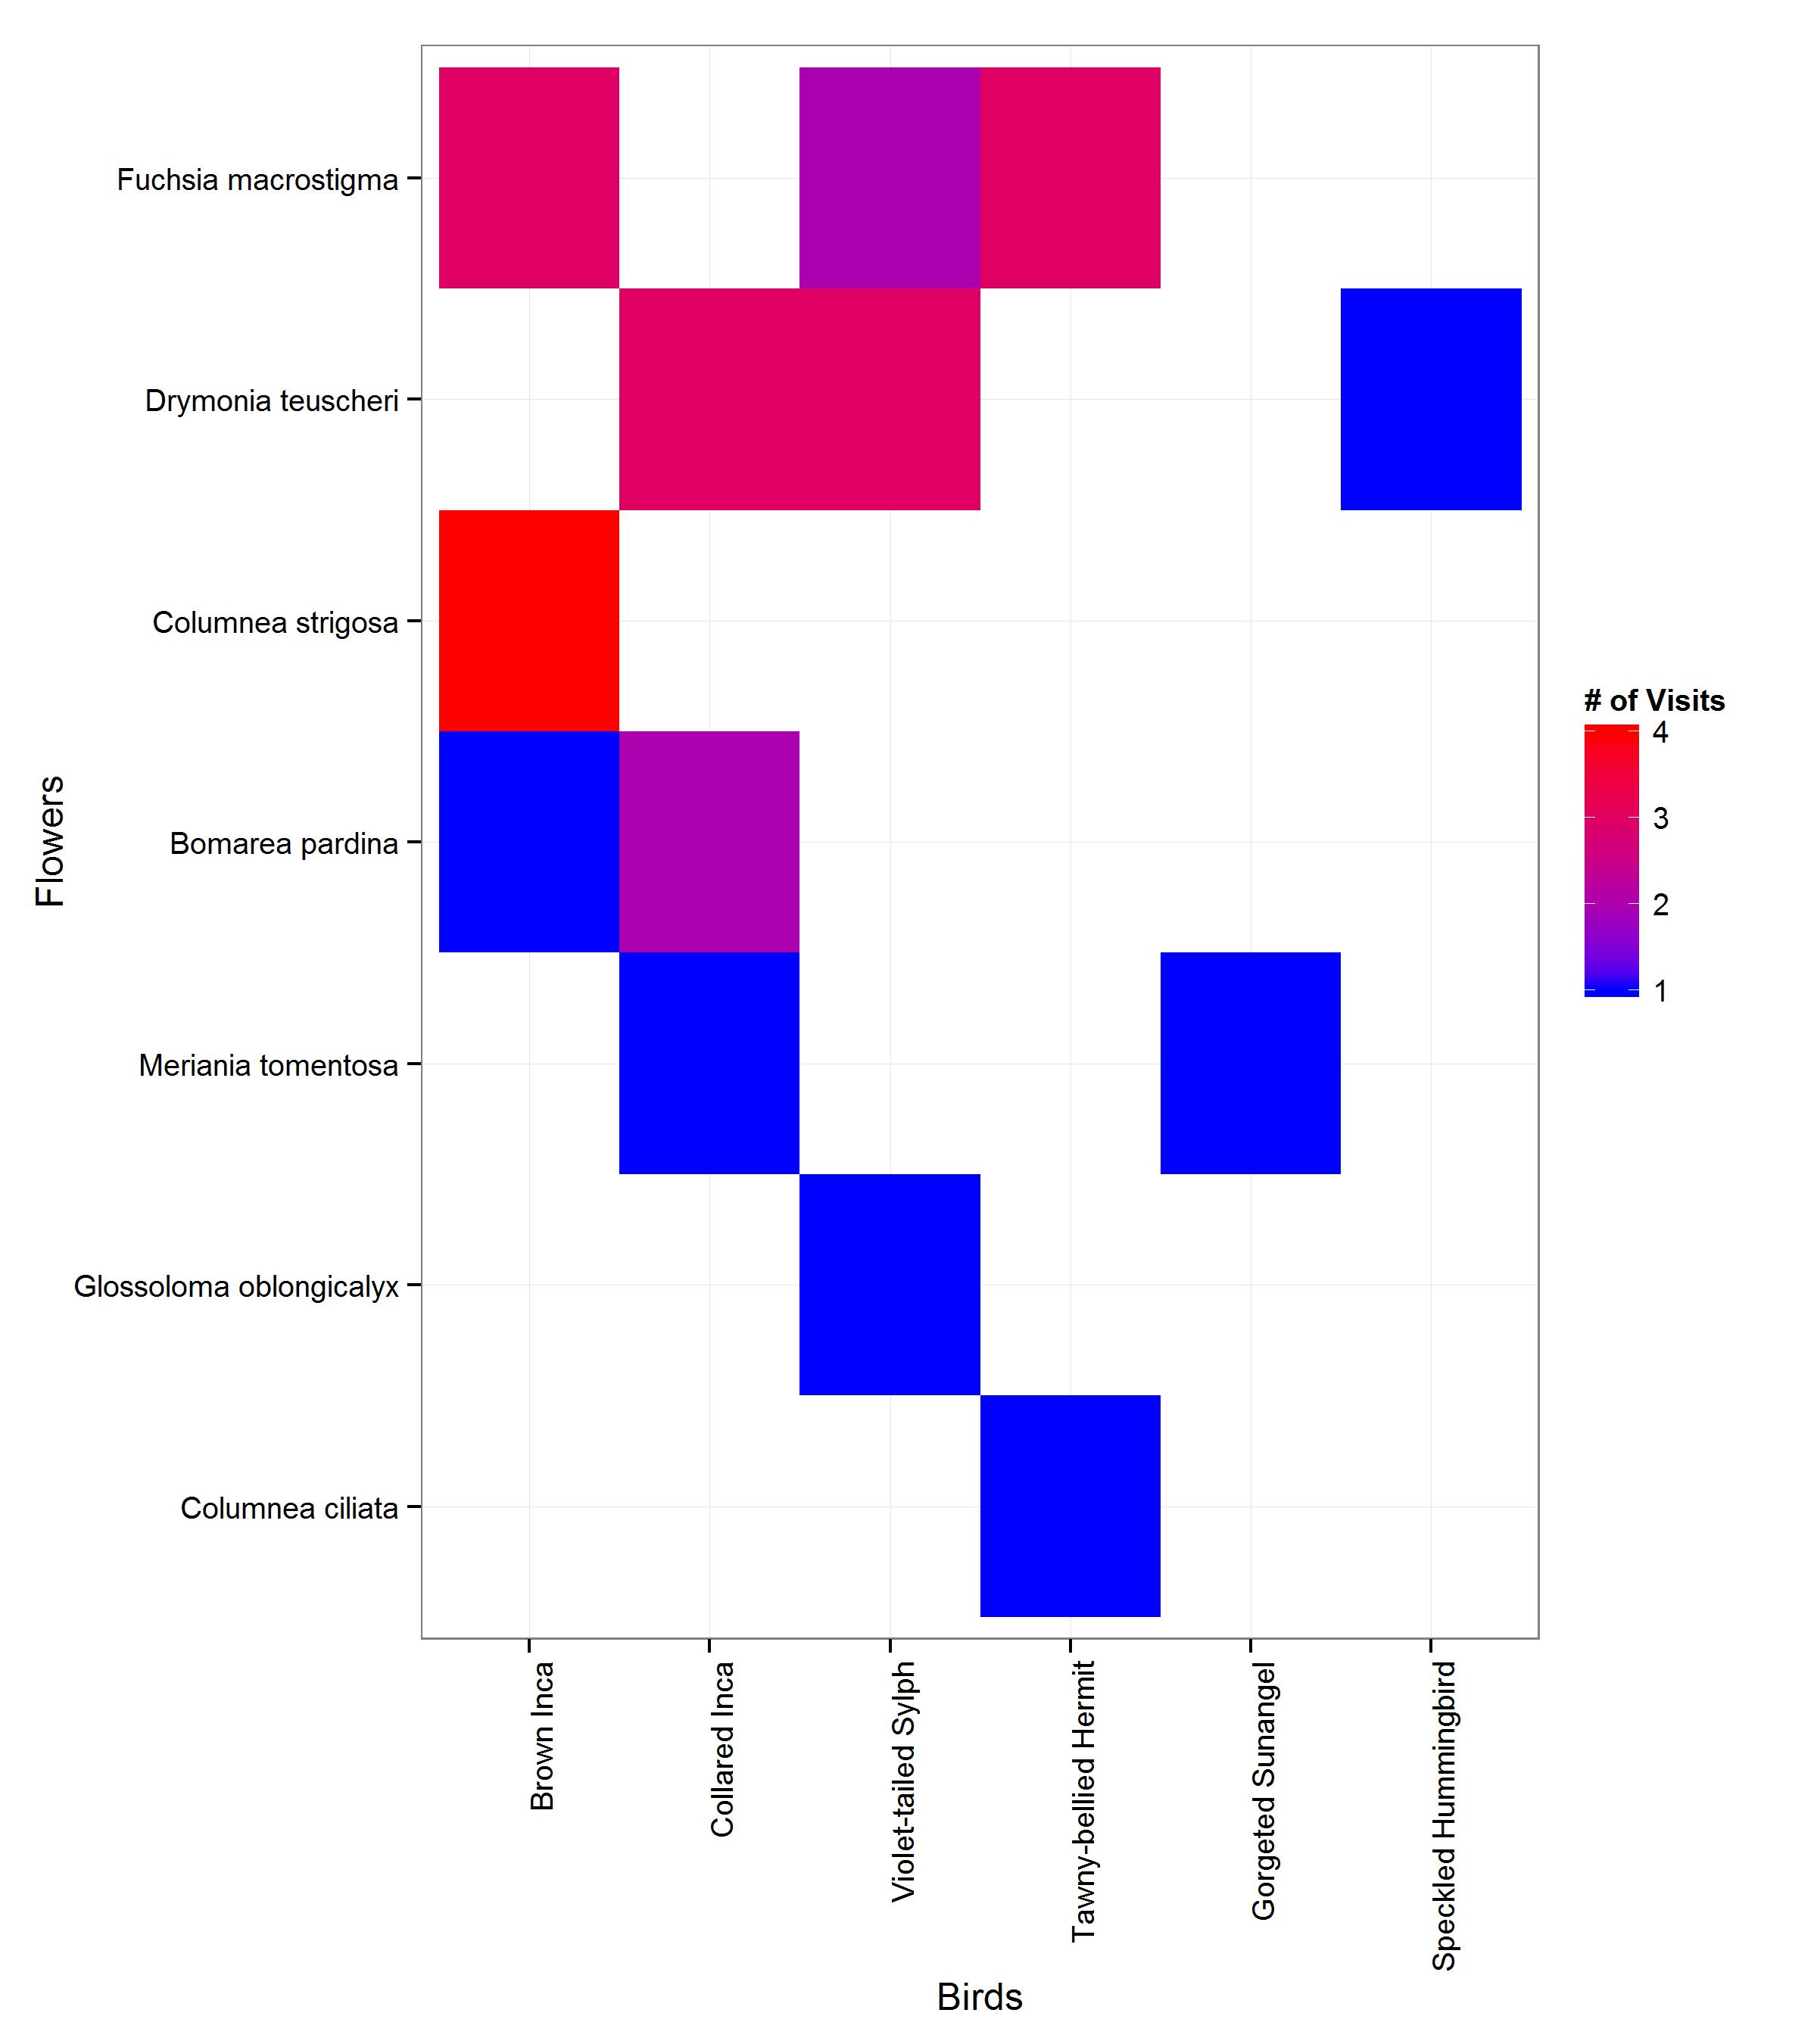 Fuchsia macrostigma
Drymonia teuscheri
Columnea strigosa
Bomarea pardina
Meriania tomentosa
Glossoloma oblongicalyx
Columnea ciliata
Flowers
# of Visits
4
3
2
1
Brown Inca
Collared Inca
Violet-tailed Sylph
Tawny-bellied Hermit
Gorgeted Sunangel
Speckled Hummingbird
Birds